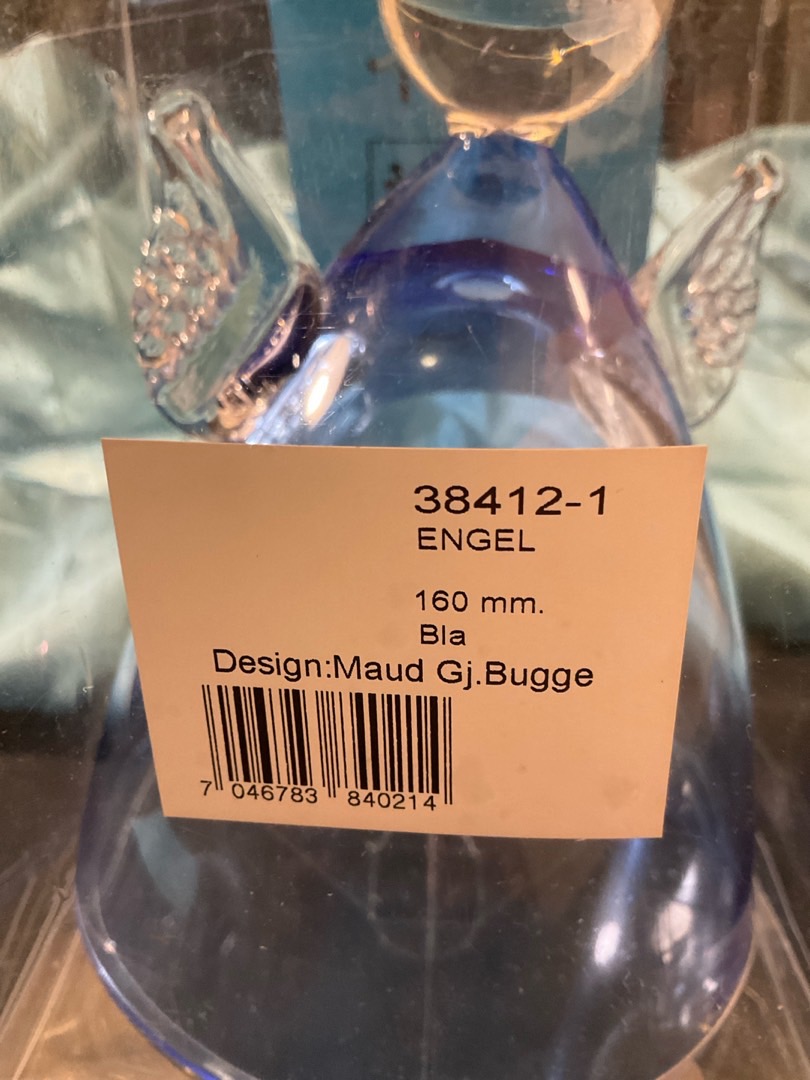 38412-1
ENGEL
160 mm.
Bla
Design:Maud Gj.Bugge
7 046783 840214